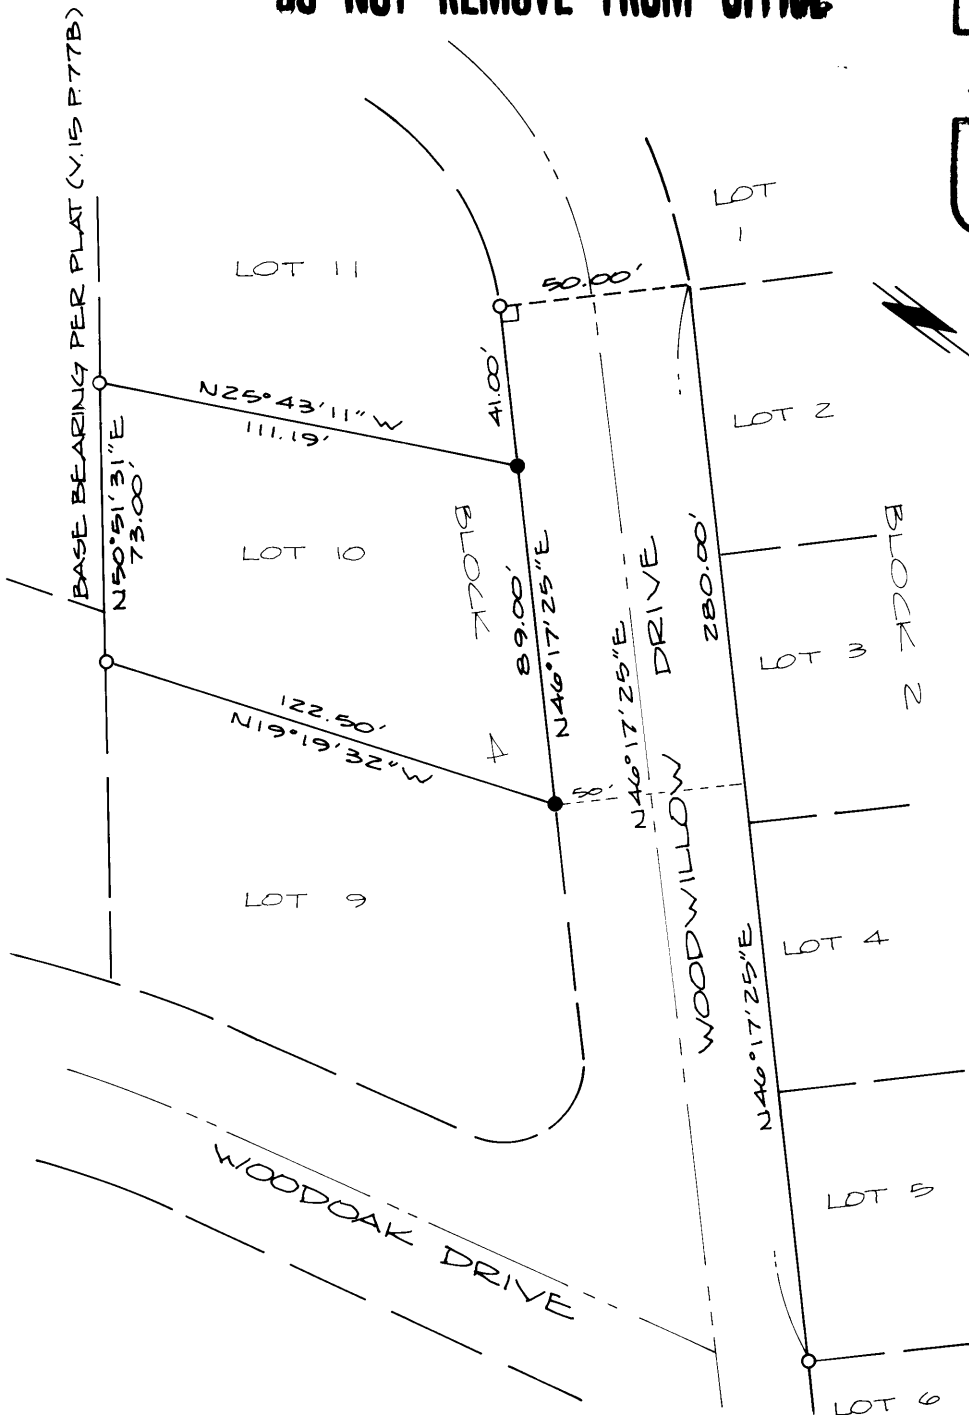 DO NOT REMOVE FROM OFFICE
BASE BEARING PER PLAT (V.15 P.77B)
LOT 11
LOT
1
50.00'
41.00'
N25°43'11"W
111.19'
N50°51'31"E
73.00'
LOT 2
LOT 10
BLOCK 4
89.00'
N46°17'25"E
N46°17'25"E
280.00'
LOT 3
BLOCK 2
122.50'
N19°19'32"W
50'
WOODWILLOW DRIVE
LOT 9
LOT 4
N46°17'25"E
LOT 5
WOODOAK DRIVE
LOT 6